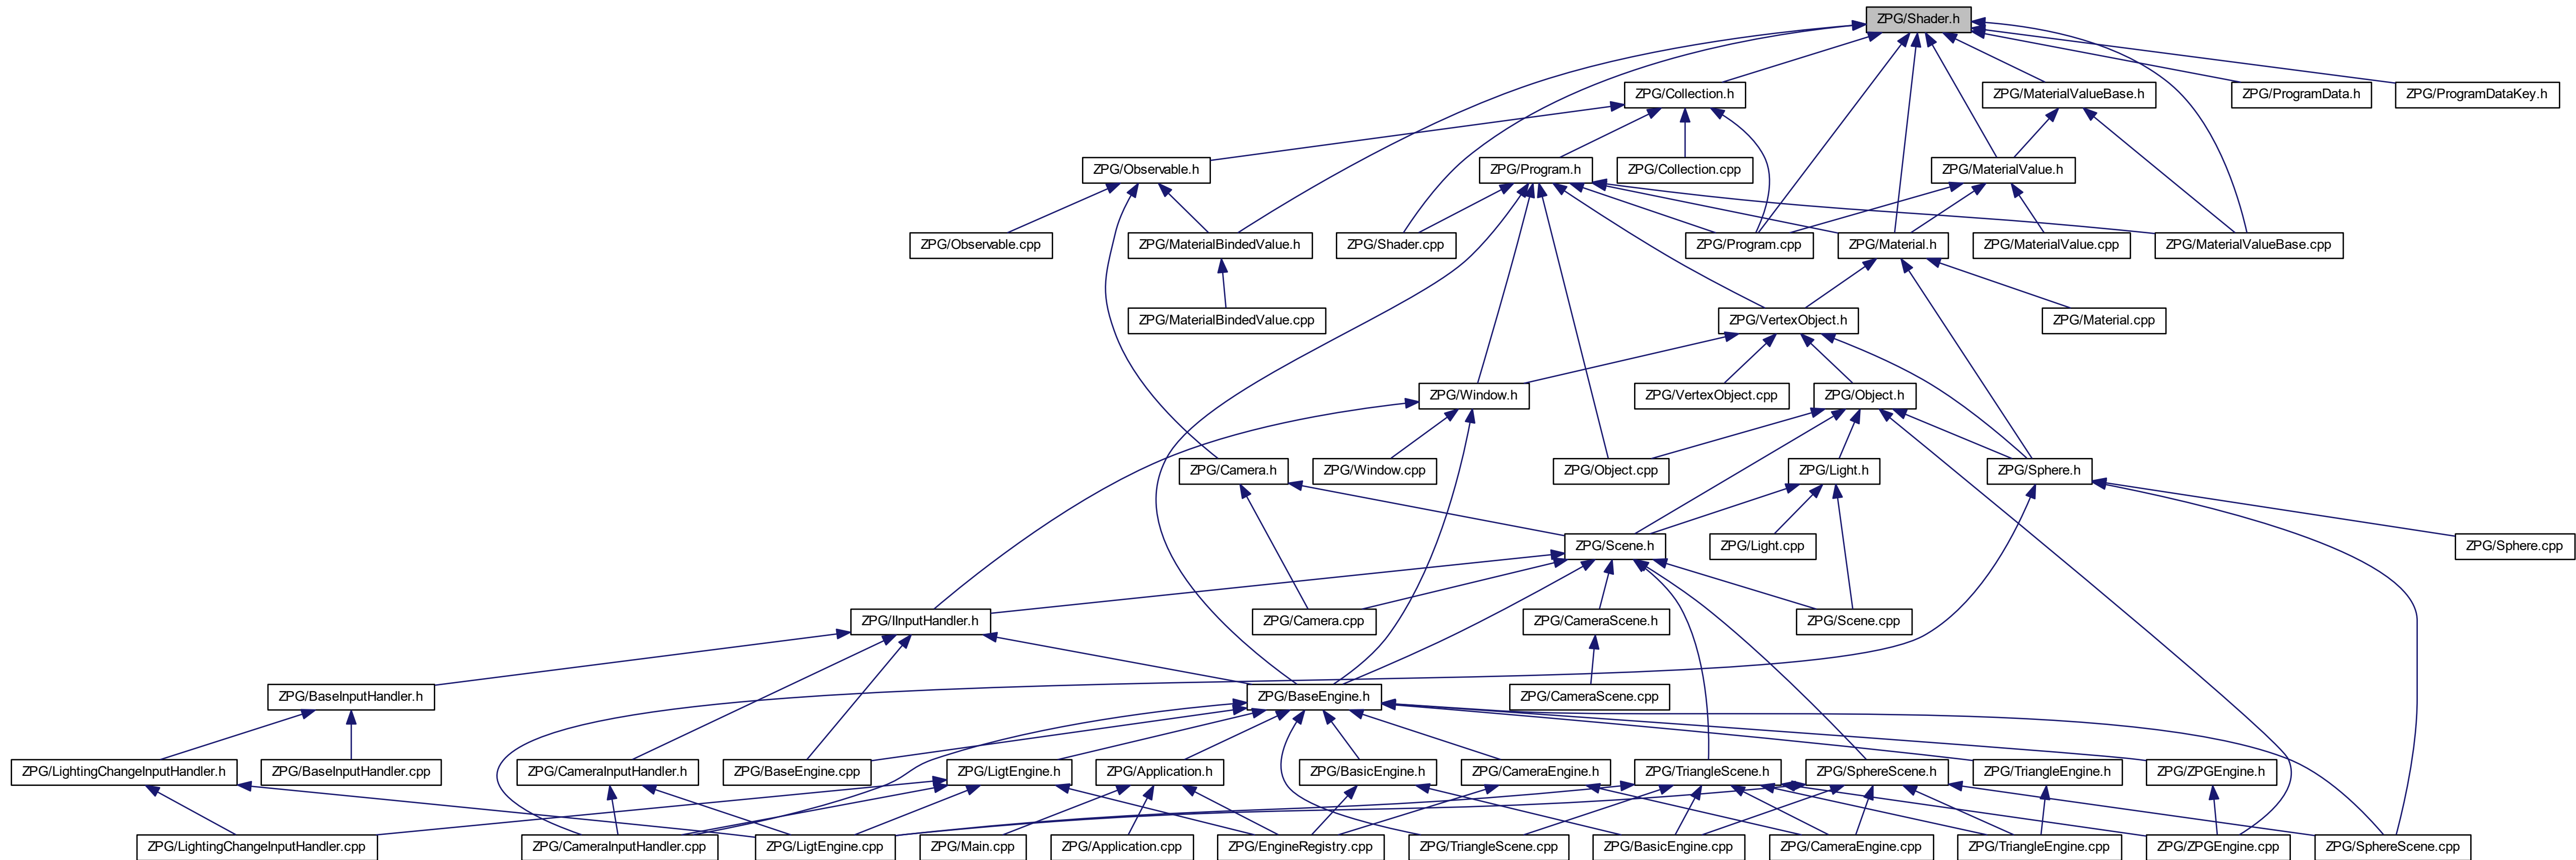 ZPG/Shader.h
ZPG/Collection.h
ZPG/MaterialValueBase.h
ZPG/ProgramData.h
ZPG/ProgramDataKey.h
ZPG/Observable.h
ZPG/Program.h
ZPG/Collection.cpp
ZPG/MaterialValue.h
ZPG/Observable.cpp
ZPG/MaterialBindedValue.h
ZPG/Shader.cpp
ZPG/Program.cpp
ZPG/Material.h
ZPG/MaterialValue.cpp
ZPG/MaterialValueBase.cpp
ZPG/MaterialBindedValue.cpp
ZPG/VertexObject.h
ZPG/Material.cpp
ZPG/Window.h
ZPG/VertexObject.cpp
ZPG/Object.h
ZPG/Camera.h
ZPG/Window.cpp
ZPG/Object.cpp
ZPG/Light.h
ZPG/Sphere.h
ZPG/Scene.h
ZPG/Light.cpp
ZPG/Sphere.cpp
ZPG/IInputHandler.h
ZPG/Camera.cpp
ZPG/CameraScene.h
ZPG/Scene.cpp
ZPG/BaseInputHandler.h
ZPG/BaseEngine.h
ZPG/CameraScene.cpp
ZPG/LightingChangeInputHandler.h
ZPG/BaseInputHandler.cpp
ZPG/CameraInputHandler.h
ZPG/BaseEngine.cpp
ZPG/LigtEngine.h
ZPG/Application.h
ZPG/BasicEngine.h
ZPG/CameraEngine.h
ZPG/TriangleScene.h
ZPG/SphereScene.h
ZPG/TriangleEngine.h
ZPG/ZPGEngine.h
ZPG/LightingChangeInputHandler.cpp
ZPG/CameraInputHandler.cpp
ZPG/LigtEngine.cpp
ZPG/Main.cpp
ZPG/Application.cpp
ZPG/EngineRegistry.cpp
ZPG/TriangleScene.cpp
ZPG/BasicEngine.cpp
ZPG/CameraEngine.cpp
ZPG/TriangleEngine.cpp
ZPG/ZPGEngine.cpp
ZPG/SphereScene.cpp